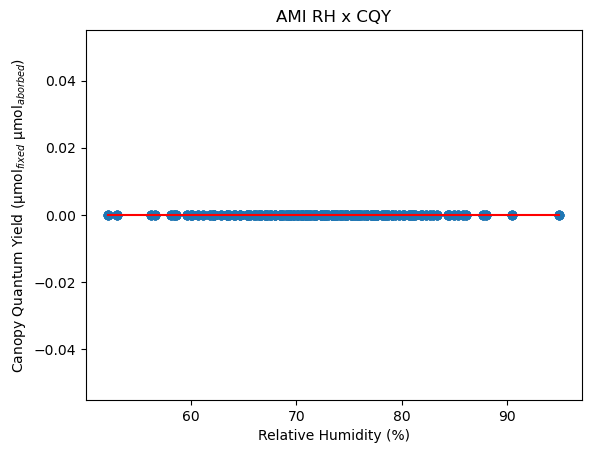 AMI RH x CQY
Canopy Quantum Yield (µmol_fixed µmol_aborbed)
0.04
0.02
0.00
−0.02
−0.04
60 70 80 90
Relative Humidity (%)